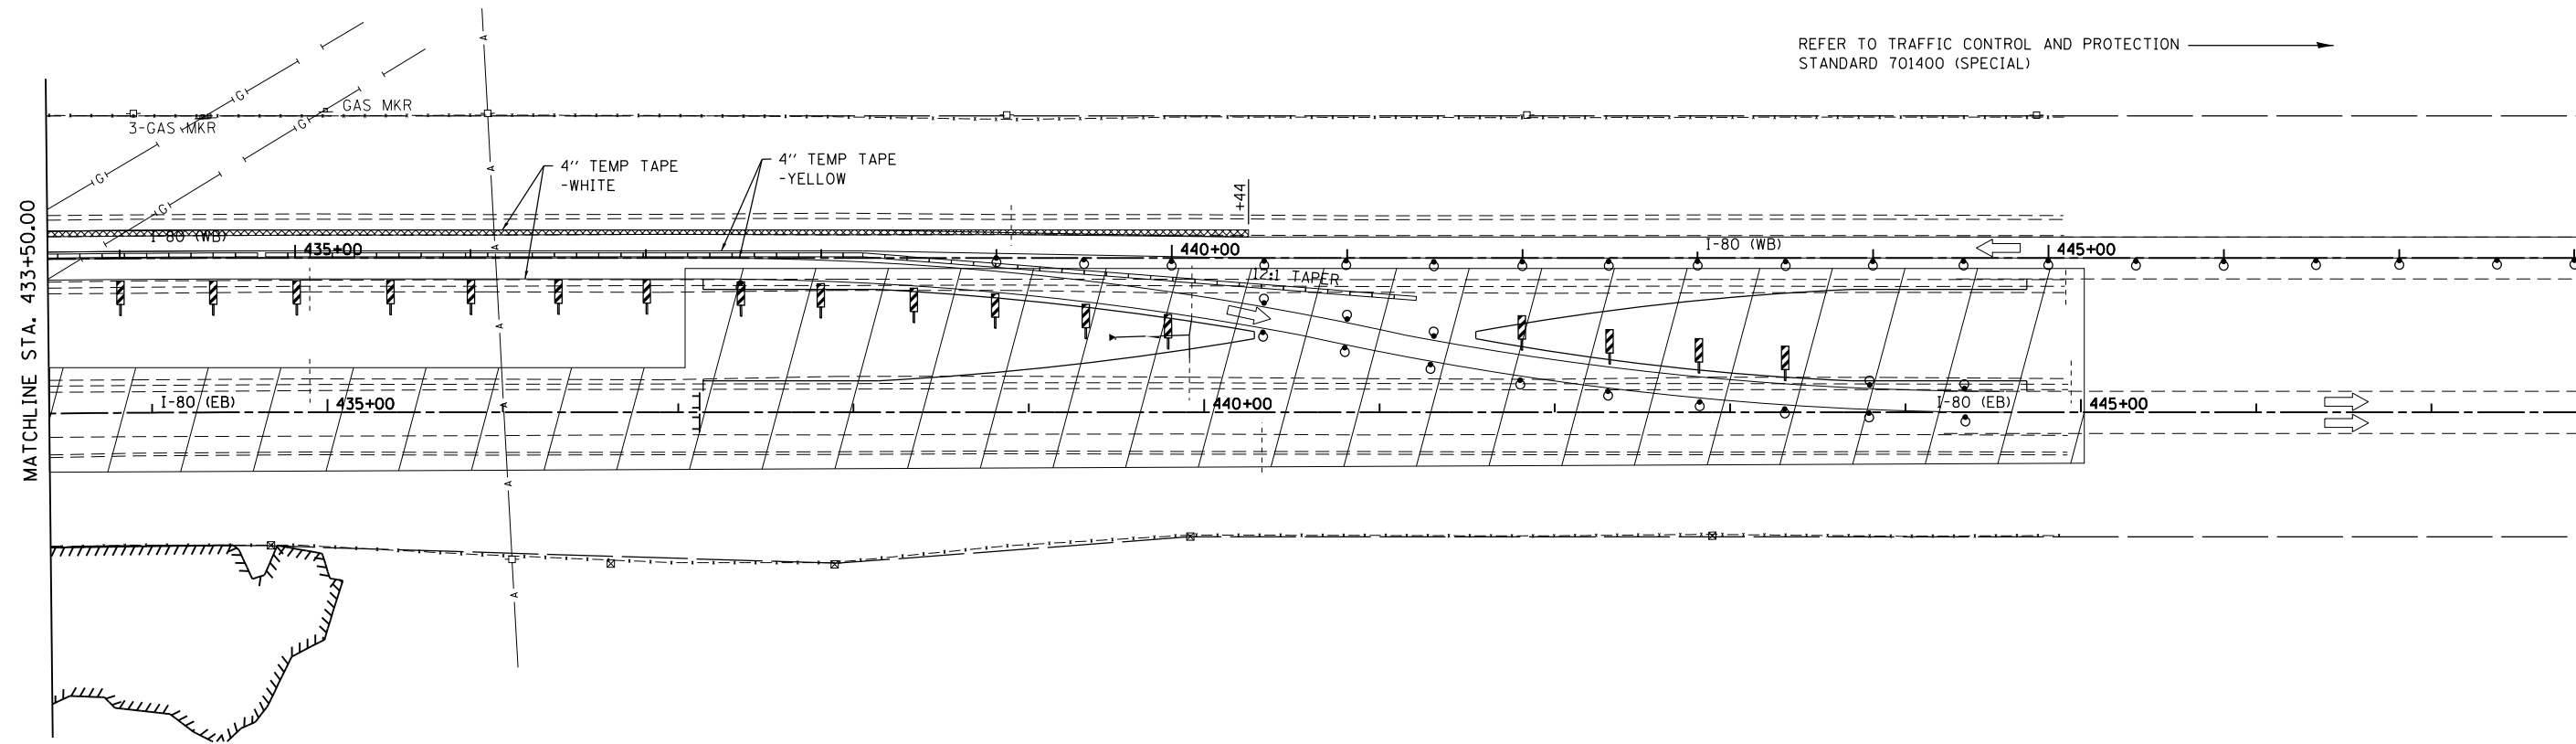 REFER TO TRAFFIC CONTROL AND PROTECTION
STANDARD 701400 (SPECIAL)
A
G
G
GAS MKR
3-GAS MKR
G
G
A
4'' TEMP TAPE
-WHITE
4'' TEMP TAPE
-YELLOW
+44
MATCHLINE STA. 433+50.00
I-80 (WB)
435+00
A
440+00
I-80 (WB)
445+00
12:1 TAPER
A
I-80 (EB)
435+00
A
440+00
I-80 (EB)
445+00
A
A